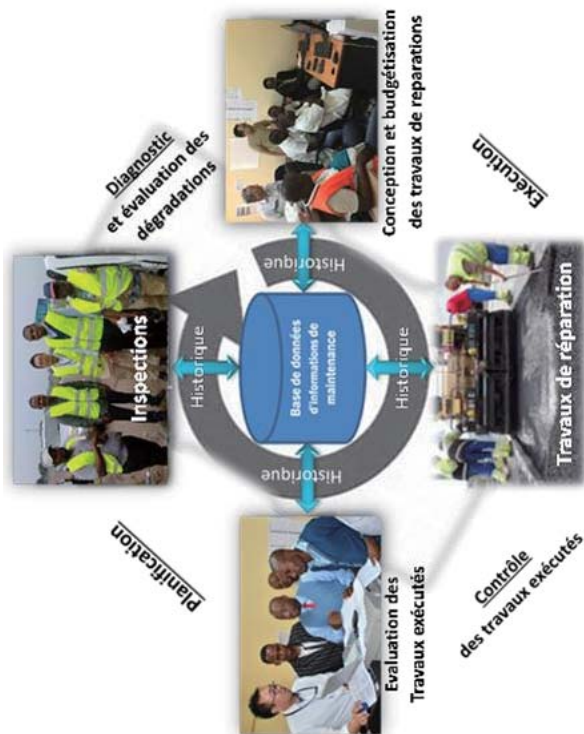 Evaluation des
Travaux exécutés
Planification
Contrôle
des travaux exécutés
Historique
Travaux de réparation
Historique
Base de données
d'informations de
maintenance
Historique
Inspections
Historique
Diagnostic
et évaluation des
dégradations
Exécution
Conception et budgétisation
des travaux de reparations